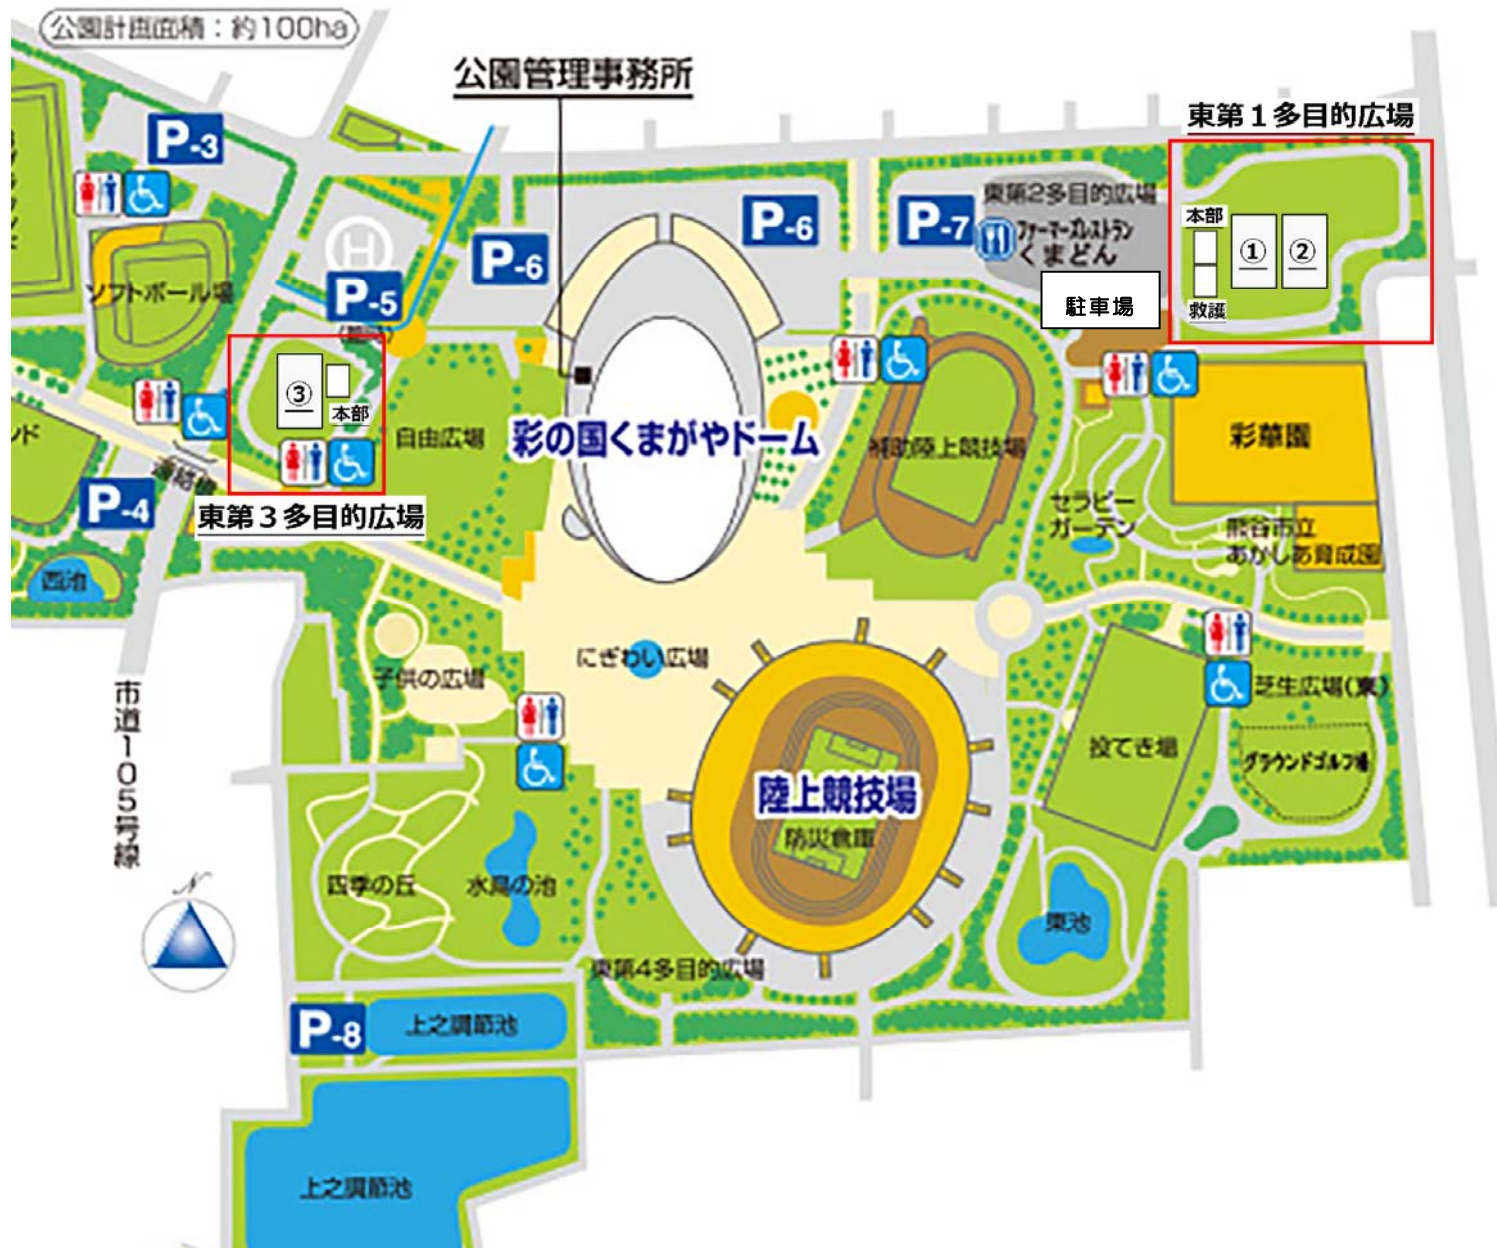 公園計画面積：約100ha
公園管理事務所
東第１多目的広場
P-3
東第2多目的広場
P-6
P-7
ファーマーズレストラン
くまどん
本部
①
②
救護
H
P-6
P-5
駐車場
ソフトボール場
③
本部
自由広場
彩の国くまがやドーム
補助陸上競技場
彩華園
連絡橋
P-4
東第３多目的広場
セラピー
ガーデン
熊谷市立
あかしあ育成園
西池
にぎわい広場
子供の広場
芝生広場(東)
市道105号線
投てき場
グラウンドゴルフ場
陸上競技場
防災倉庫
四季の丘
水鳥の池
N
東池
東第4多目的広場
P-8
上之調節池
上之調節池